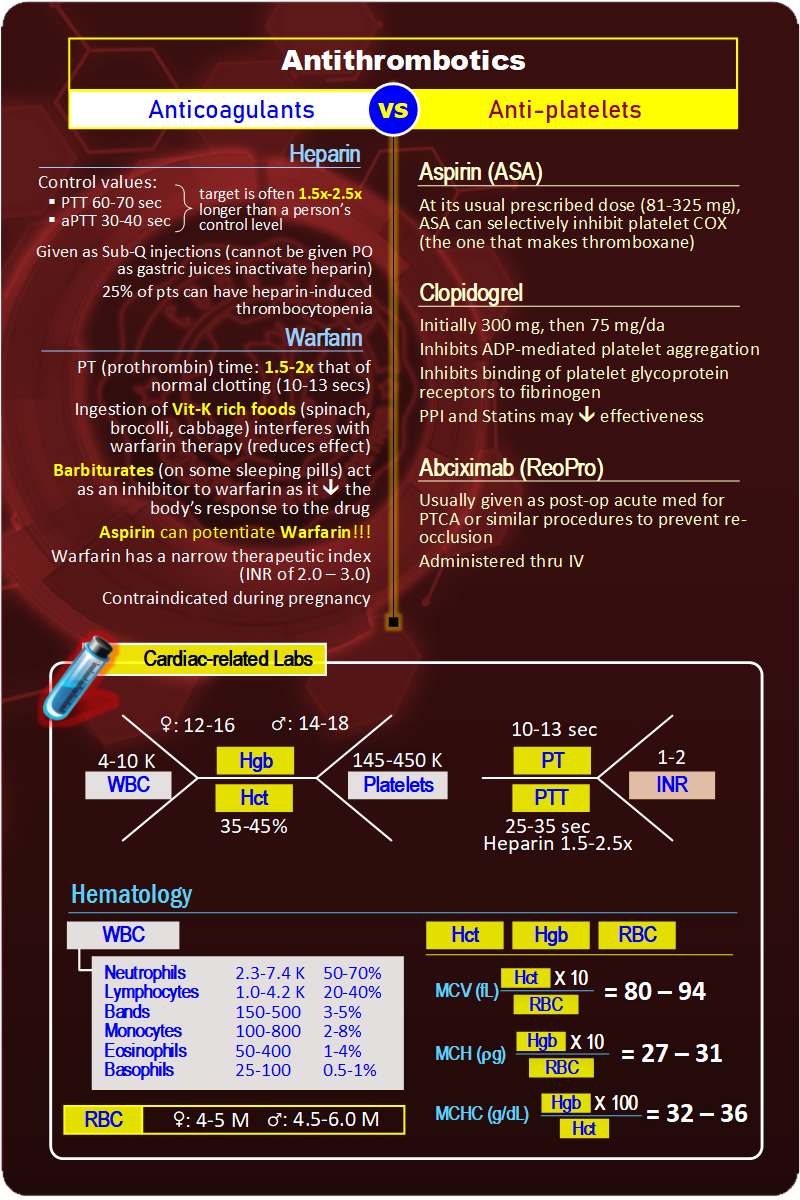 Antithrombotics
Anticoagulants
vs
Anti-platelets
Heparin
Control values:
▪ PTT 60-70 sec
▪ aPTT 30-40 sec
target is often 1.5x-2.5x
longer than a person's
control level
Given as Sub-Q injections (cannot be given PO
as gastric juices inactivate heparin)
25% of pts can have heparin-induced
thrombocytopenia
Warfarin
PT (prothrombin) time: 1.5-2x that of
normal clotting (10-13 secs)
Ingestion of Vit-K rich foods (spinach,
brocolli, cabbage) interferes with
warfarin therapy (reduces effect)
Barbiturates (on some sleeping pills) act
as an inhibitor to warfarin as it 🡻 the
body's response to the drug
Aspirin can potentiate Warfarin!!!
Warfarin has a narrow therapeutic index
(INR of 2.0 – 3.0)
Contraindicated during pregnancy
Aspirin (ASA)
At its usual prescribed dose (81-325 mg),
ASA can selectively inhibit platelet COX
(the one that makes thromboxane)
Clopidogrel
Initially 300 mg, then 75 mg/da
Inhibits ADP-mediated platelet aggregation
Inhibits binding of platelet glycoprotein
receptors to fibrinogen
PPI and Statins may 🡻 effectiveness
Abciximab (ReoPro)
Usually given as post-op acute med for
PTCA or similar procedures to prevent re-
occlusion
Administered thru IV
Cardiac-related Labs
♀: 12-16 ♂: 14-18
4-10 K
WBC
Hgb
Hct
35-45%
145-450 K
Platelets
10-13 sec
PT
PTT
25-35 sec
Heparin 1.5-2.5x
1-2
INR
Hematology
WBC
Neutrophils 2.3-7.4 K 50-70%
Lymphocytes 1.0-4.2 K 20-40%
Bands 150-500 3-5%
Monocytes 100-800 2-8%
Eosinophils 50-400 1-4%
Basophils 25-100 0.5-1%
RBC ♀: 4-5 M ♂: 4.5-6.0 M
Hct Hgb RBC
MCV (fL) Hct X 10
RBC
= 80 – 94
MCH (ρg) Hgb X 10
RBC
= 27 – 31
MCHC (g/dL) Hgb X 100
Hct
= 32 – 36